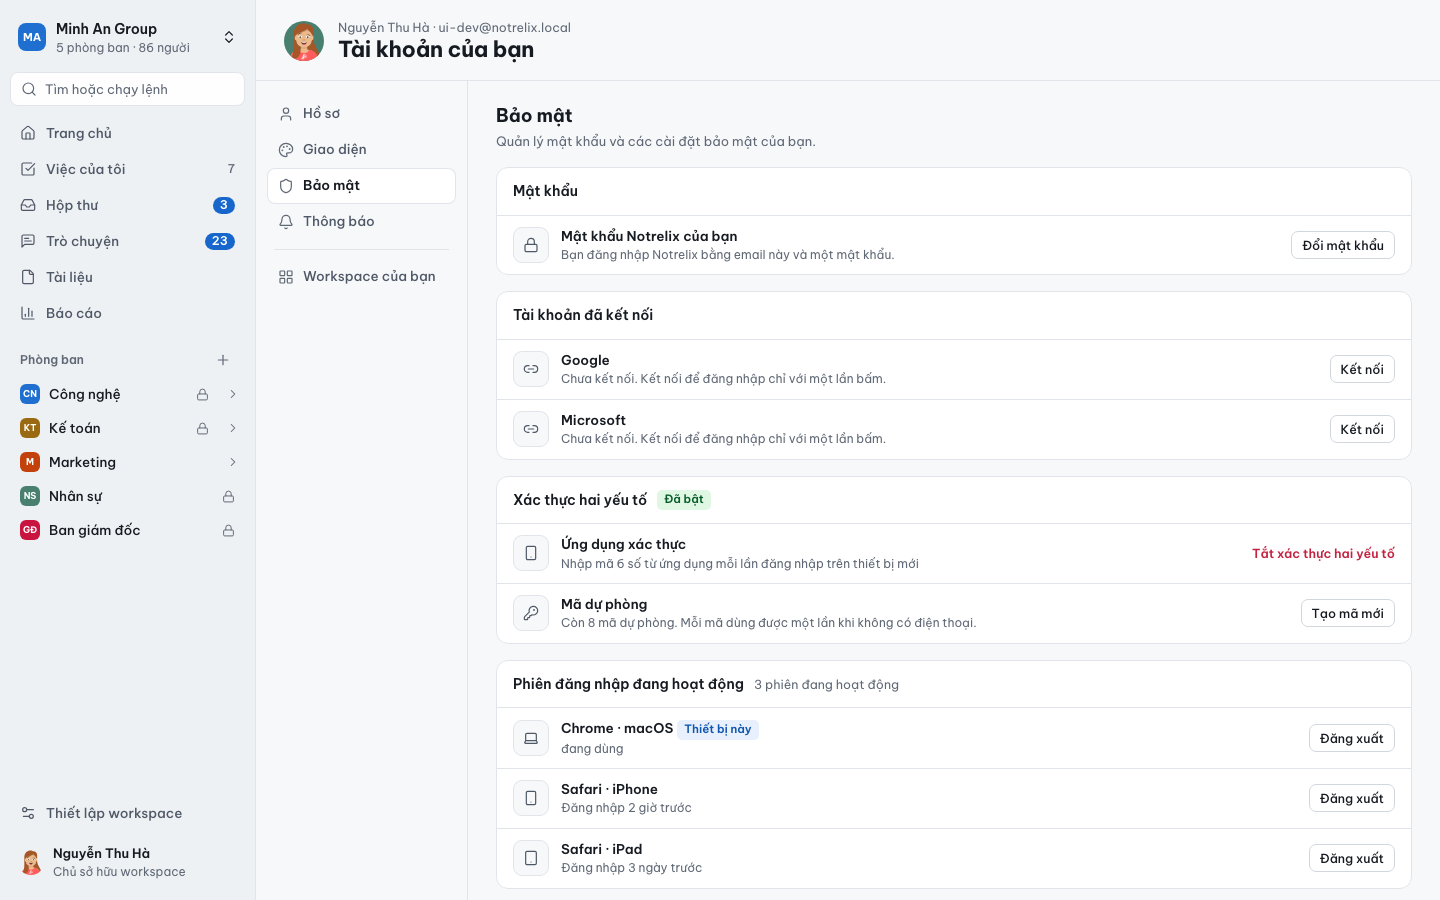 MA
Minh An Group
5 phòng ban · 86 người
Tìm hoặc chạy lệnh
Trang chủ
Việc của tôi
7
Hộp thư
3
Trò chuyện
23
Tài liệu
Báo cáo
Phòng ban
CN
Công nghệ
KT
Kế toán
M
Marketing
NS
Nhân sự
GĐ
Ban giám đốc
Thiết lập workspace
Nguyễn Thu Hà
Chủ sở hữu workspace
Nguyễn Thu Hà · ui-dev@notrelix.local
Tài khoản của bạn
Hồ sơ
Giao diện
Bảo mật
Thông báo
Workspace của bạn
Bảo mật
Quản lý mật khẩu và các cài đặt bảo mật của bạn.
Mật khẩu
Mật khẩu Notrelix của bạn
Bạn đăng nhập Notrelix bằng email này và một mật khẩu.
Đổi mật khẩu
Tài khoản đã kết nối
Google
Chưa kết nối. Kết nối để đăng nhập chỉ với một lần bấm.
Kết nối
Microsoft
Chưa kết nối. Kết nối để đăng nhập chỉ với một lần bấm.
Kết nối
Xác thực hai yếu tố
Đã bật
Ứng dụng xác thực
Nhập mã 6 số từ ứng dụng mỗi lần đăng nhập trên thiết bị mới
Tắt xác thực hai yếu tố
Mã dự phòng
Còn 8 mã dự phòng. Mỗi mã dùng được một lần khi không có điện thoại.
Tạo mã mới
Phiên đăng nhập đang hoạt động
3 phiên đang hoạt động
Chrome · macOS
Thiết bị này
đang dùng
Đăng xuất
Safari · iPhone
Đăng nhập 2 giờ trước
Đăng xuất
Safari · iPad
Đăng nhập 3 ngày trước
Đăng xuất